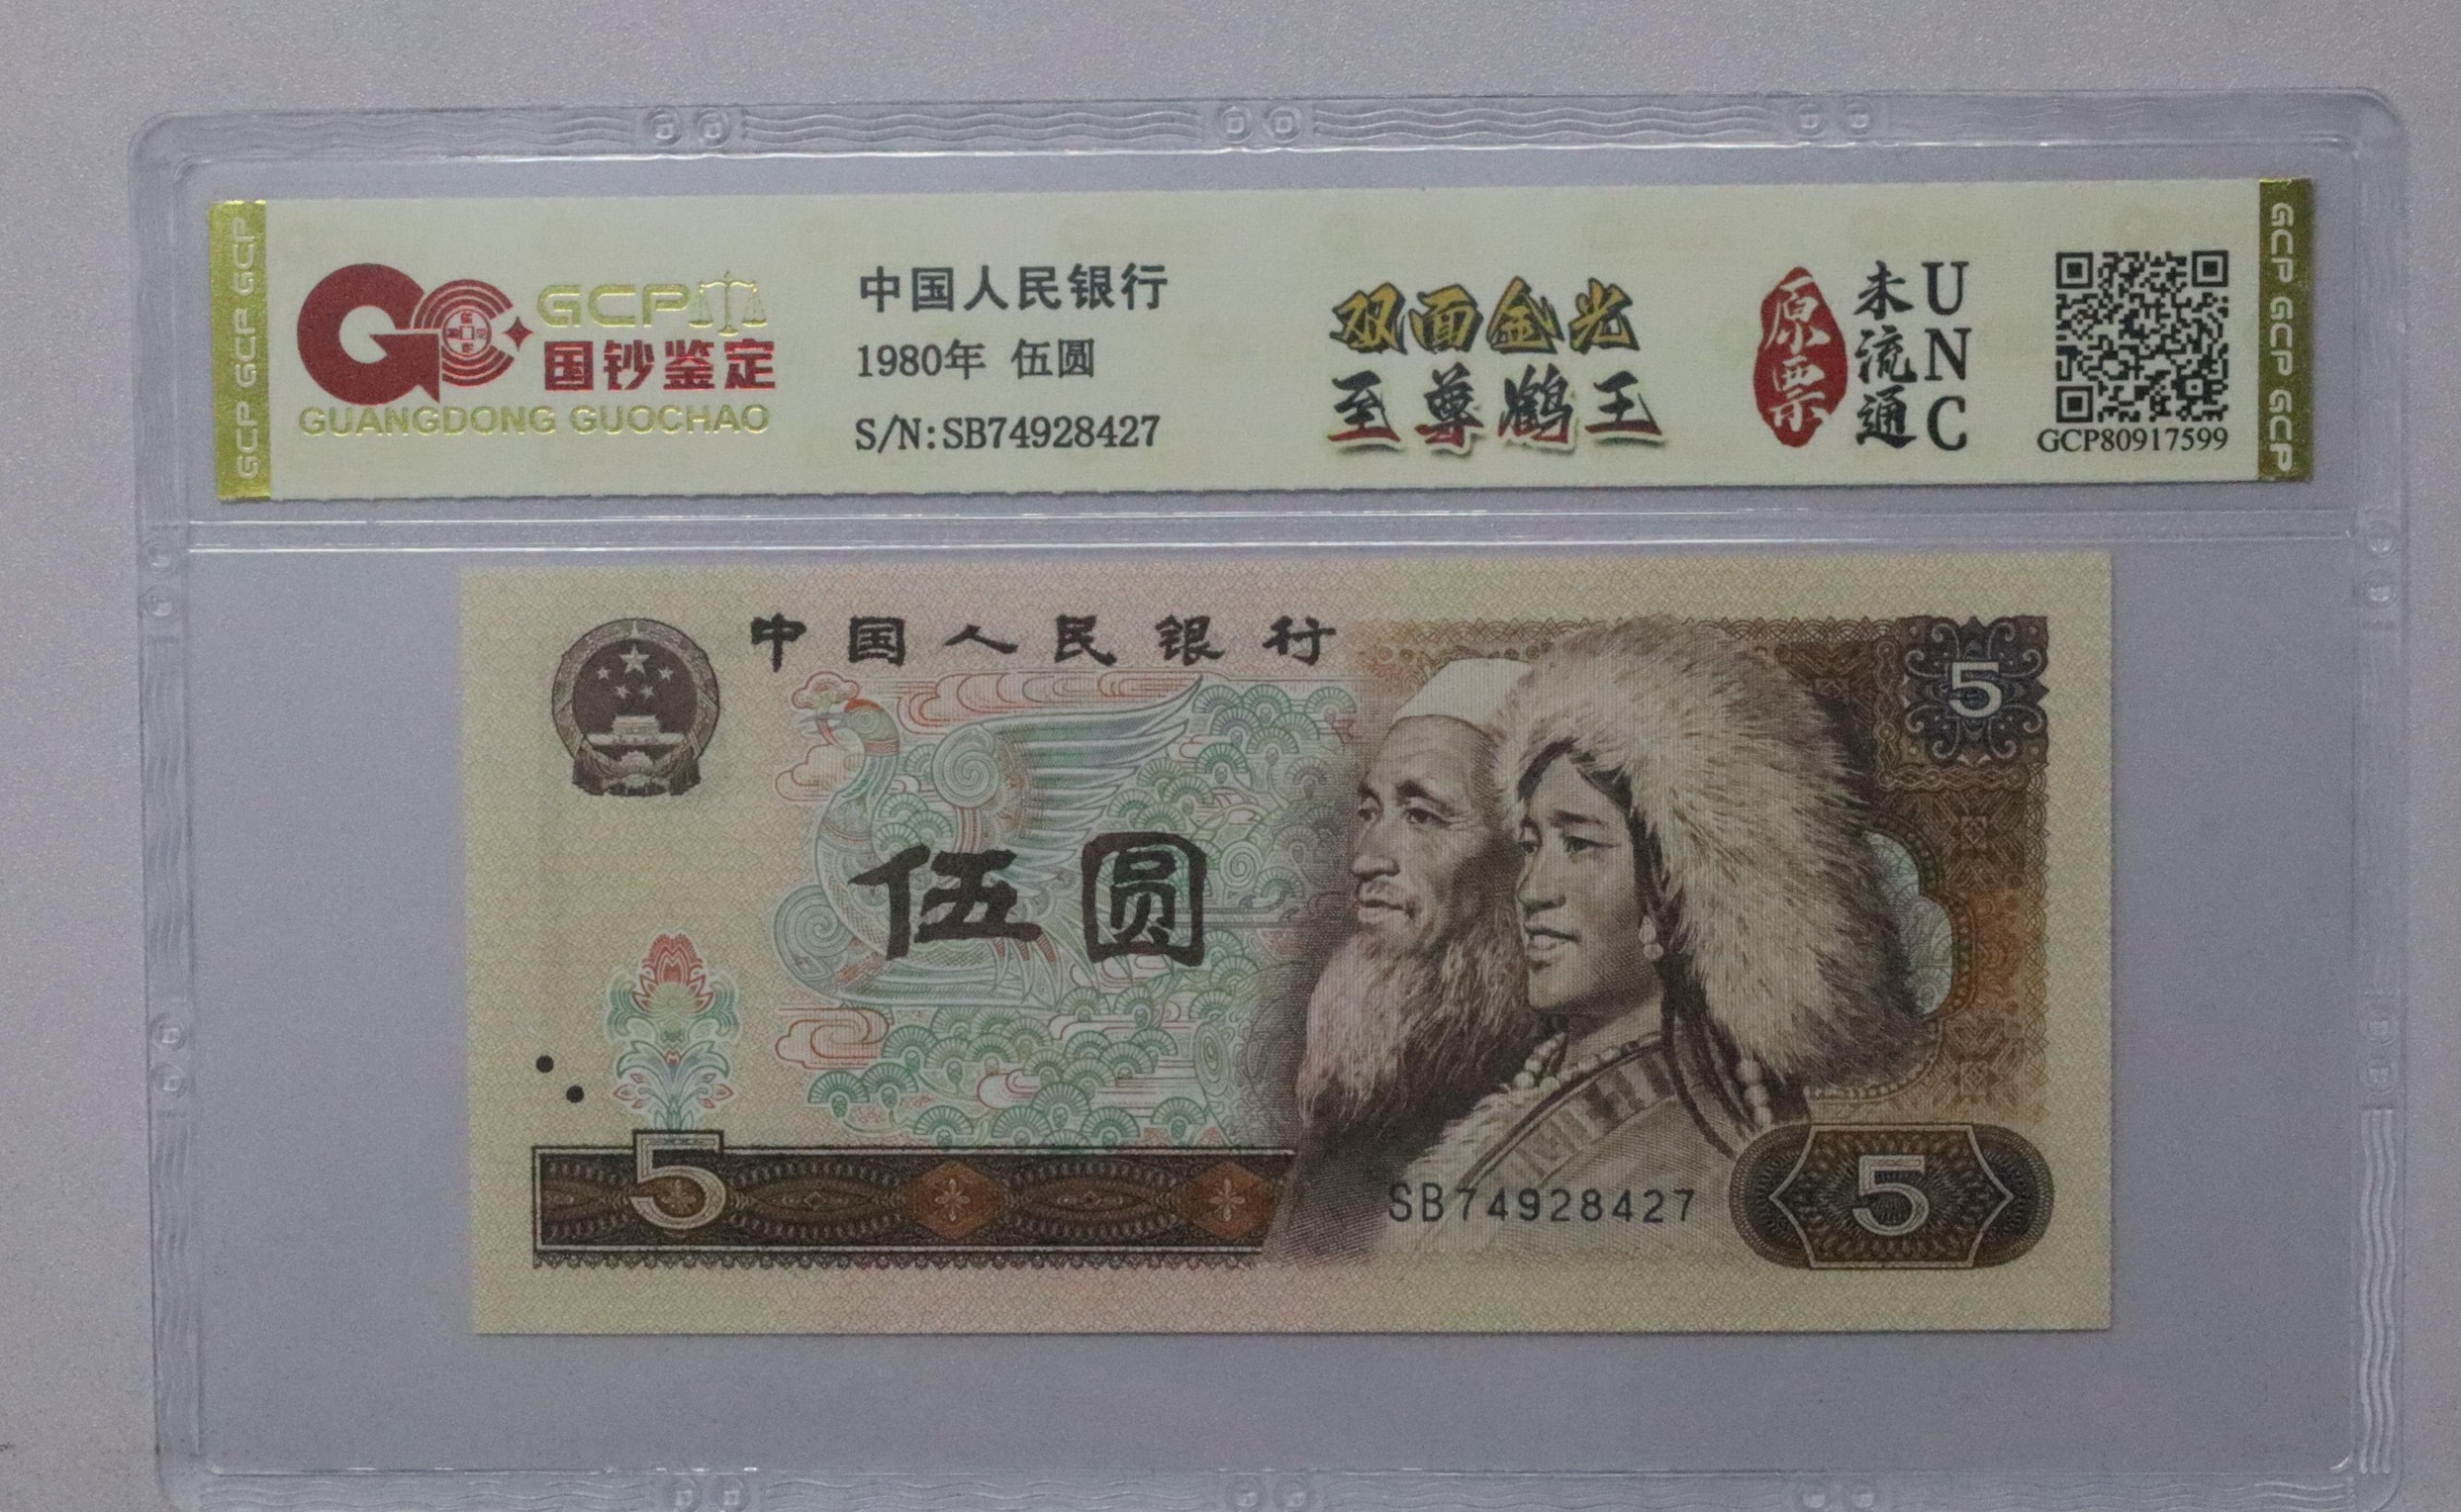 GCP GCP GCP
GCP
国钞鉴定
GUANGDONG GUOCHAO
中国人民银行
1980年 伍圆
S/N:SB74928427
双面金光
至尊鹤王
原票
未流通
UNC
GCP80917599
GCP GCP GCP
中国人民银行
5
伍圆
5
SB74928427
5